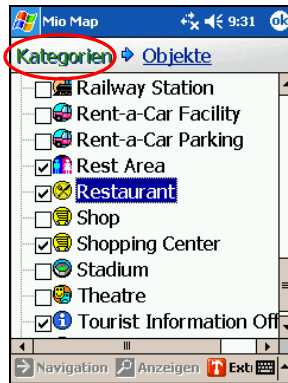 Mio Map 9:31 ok
Kategorien Objekte
Railway Station
Rent-a-Car Facility
Rent-a-Car Parking
Rest Area
Restaurant
Shop
Shopping Center
Stadium
Theatre
Tourist Information Off
Navigation Anzeigen Ext